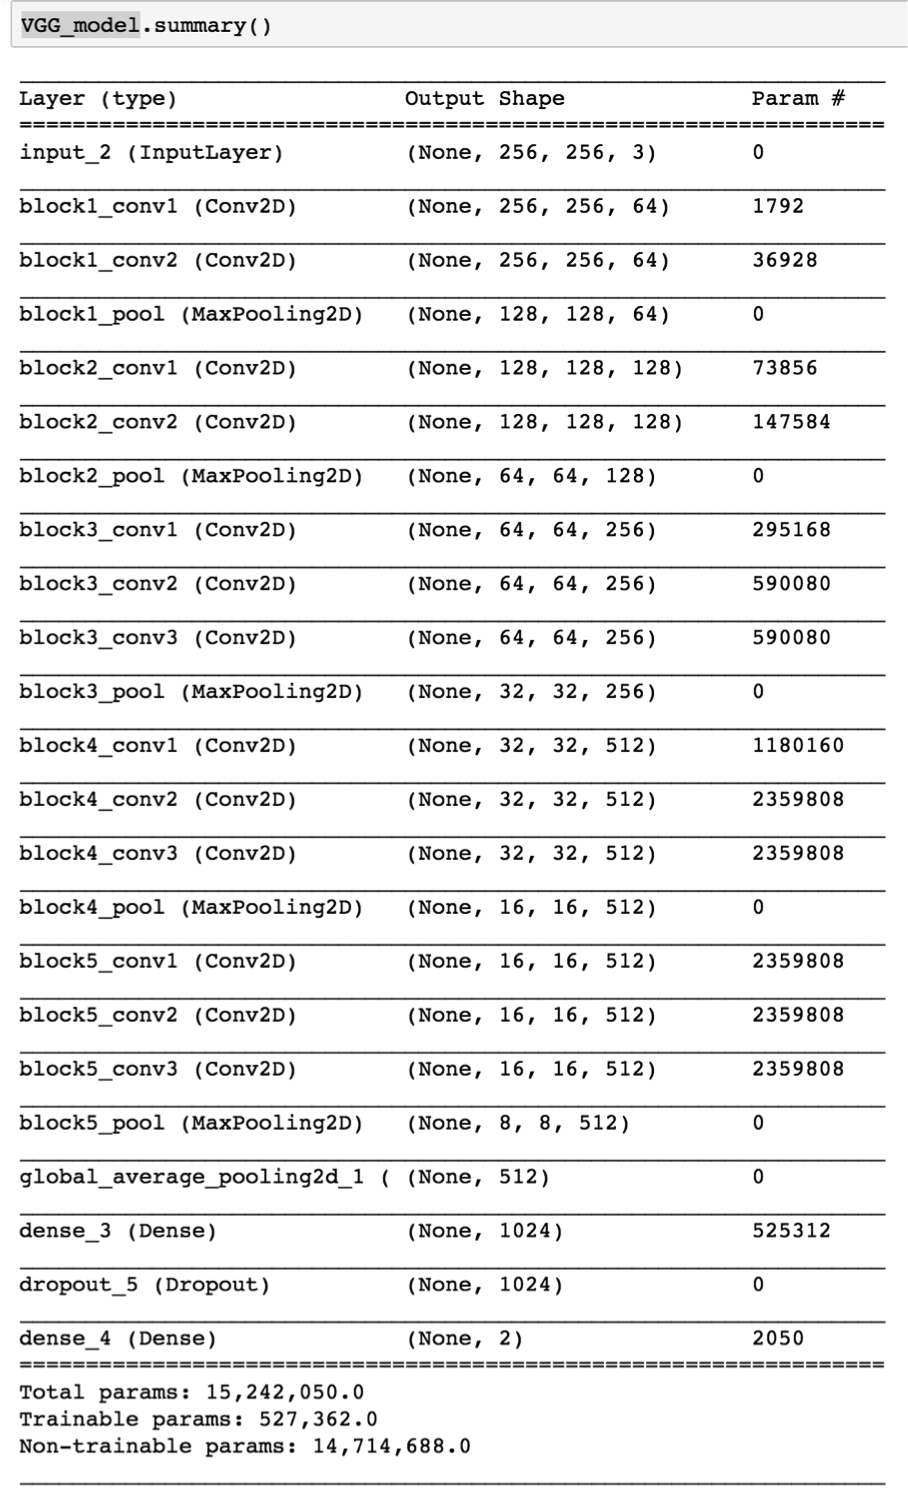 VGG_model.summary()
Layer (type) Output Shape Param #
input_2 (InputLayer) (None, 256, 256, 3) 0
block1_conv1 (Conv2D) (None, 256, 256, 64) 1792
block1_conv2 (Conv2D) (None, 256, 256, 64) 36928
block1_pool (MaxPooling2D) (None, 128, 128, 64) 0
block2_conv1 (Conv2D) (None, 128, 128, 128) 73856
block2_conv2 (Conv2D) (None, 128, 128, 128) 147584
block2_pool (MaxPooling2D) (None, 64, 64, 128) 0
block3_conv1 (Conv2D) (None, 64, 64, 256) 295168
block3_conv2 (Conv2D) (None, 64, 64, 256) 590080
block3_conv3 (Conv2D) (None, 64, 64, 256) 590080
block3_pool (MaxPooling2D) (None, 32, 32, 256) 0
block4_conv1 (Conv2D) (None, 32, 32, 512) 1180160
block4_conv2 (Conv2D) (None, 32, 32, 512) 2359808
block4_conv3 (Conv2D) (None, 32, 32, 512) 2359808
block4_pool (MaxPooling2D) (None, 16, 16, 512) 0
block5_conv1 (Conv2D) (None, 16, 16, 512) 2359808
block5_conv2 (Conv2D) (None, 16, 16, 512) 2359808
block5_conv3 (Conv2D) (None, 16, 16, 512) 2359808
block5_pool (MaxPooling2D) (None, 8, 8, 512) 0
global_average_pooling2d_1 ( (None, 512) 0
dense_3 (Dense) (None, 1024) 525312
dropout_5 (Dropout) (None, 1024) 0
dense_4 (Dense) (None, 2) 2050
Total params: 15,242,050.0
Trainable params: 527,362.0
Non-trainable params: 14,714,688.0